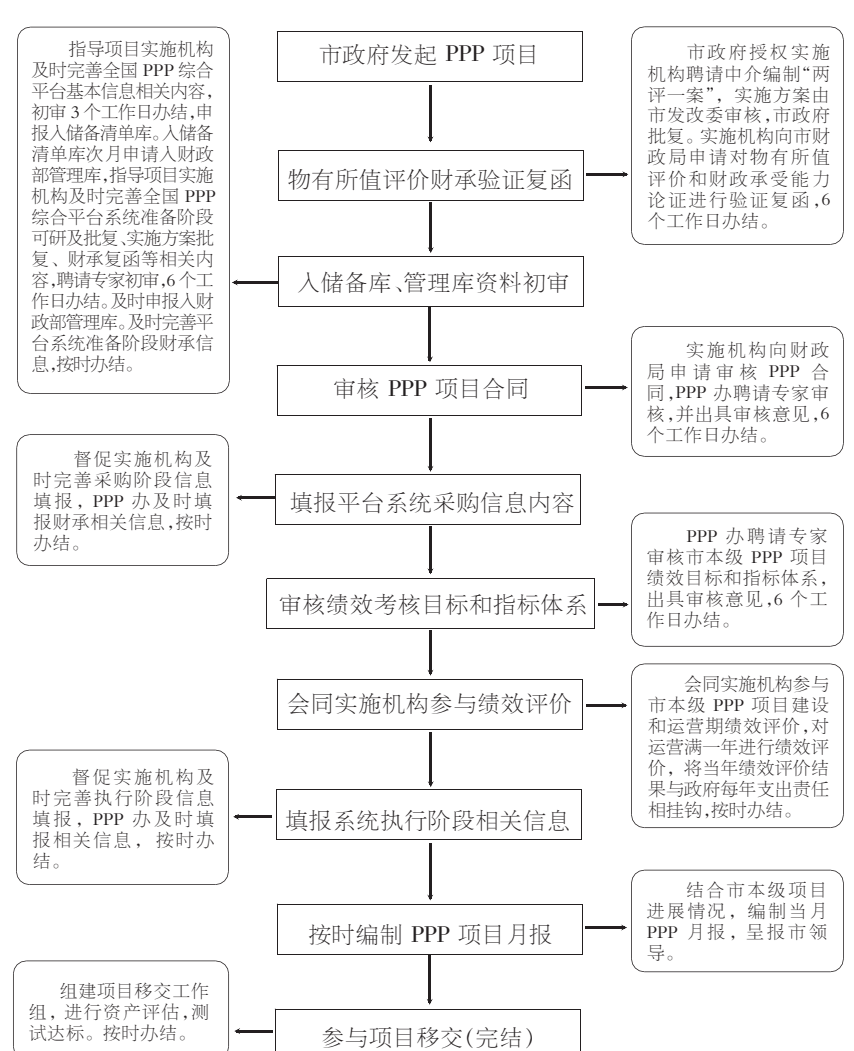 市政府发起 PPP 项目
物有所值评价财承验证复函
市政府授权实施
机构聘请中介编制“两
评一案”，实施方案由
市发改委审核,市政府
批复。实施机构向市财
政局申请对物有所值
评价和财政承受能力
论证进行验证复函,6
个工作日办结。
入储备库、管理库资料初审
指导项目实施机构
及时完善全国 PPP 综合
平台基本信息相关内容,
初审 3 个工作日办结,申
报入储备清单库。入储备
清单库次月申请入财政
部管理库,指导项目实施
机构及时完善全国 PPP
综合平台系统准备阶段
可研及批复、实施方案批
复、财承复函等相关内
容,聘请专家初审,6 个工
作日办结。及时申报入财
政部管理库。及时完善平
台系统准备阶段财承信
息,按时办结。
审核 PPP 项目合同
实施机构向财政
局申请审核 PPP 合
同,PPP 办聘请专家审
核,并出具审核意见,6
个工作日办结。
填报平台系统采购信息内容
督促实施机构及
时完善采购阶段信息
填报，PPP 办及时填
报财承相关信息,按时
办结。
审核绩效考核目标和指标体系
PPP 办聘请专家
审核市本级 PPP 项目
绩效目标和指标体系,
出具审核意见,6 个工
作日办结。
会同实施机构参与绩效评价
会同实施机构参与
市本级 PPP 项目建设
和运营期绩效评价,对
运营满一年进行绩效评
价，将当年绩效评价结
果与政府每年支出责任
相挂钩,按时办结。
填报系统执行阶段相关信息
督促实施机构及
时完善执行阶段信息
填报，PPP 办及时填
报相关信息，按时办
结。
按时编制 PPP 项目月报
结合市本级项目
进展情况，编制当月
PPP 月报，呈报市领
导。
参与项目移交(完结)
组建项目移交工作
组，进行资产评估,测
试达标。按时办结。